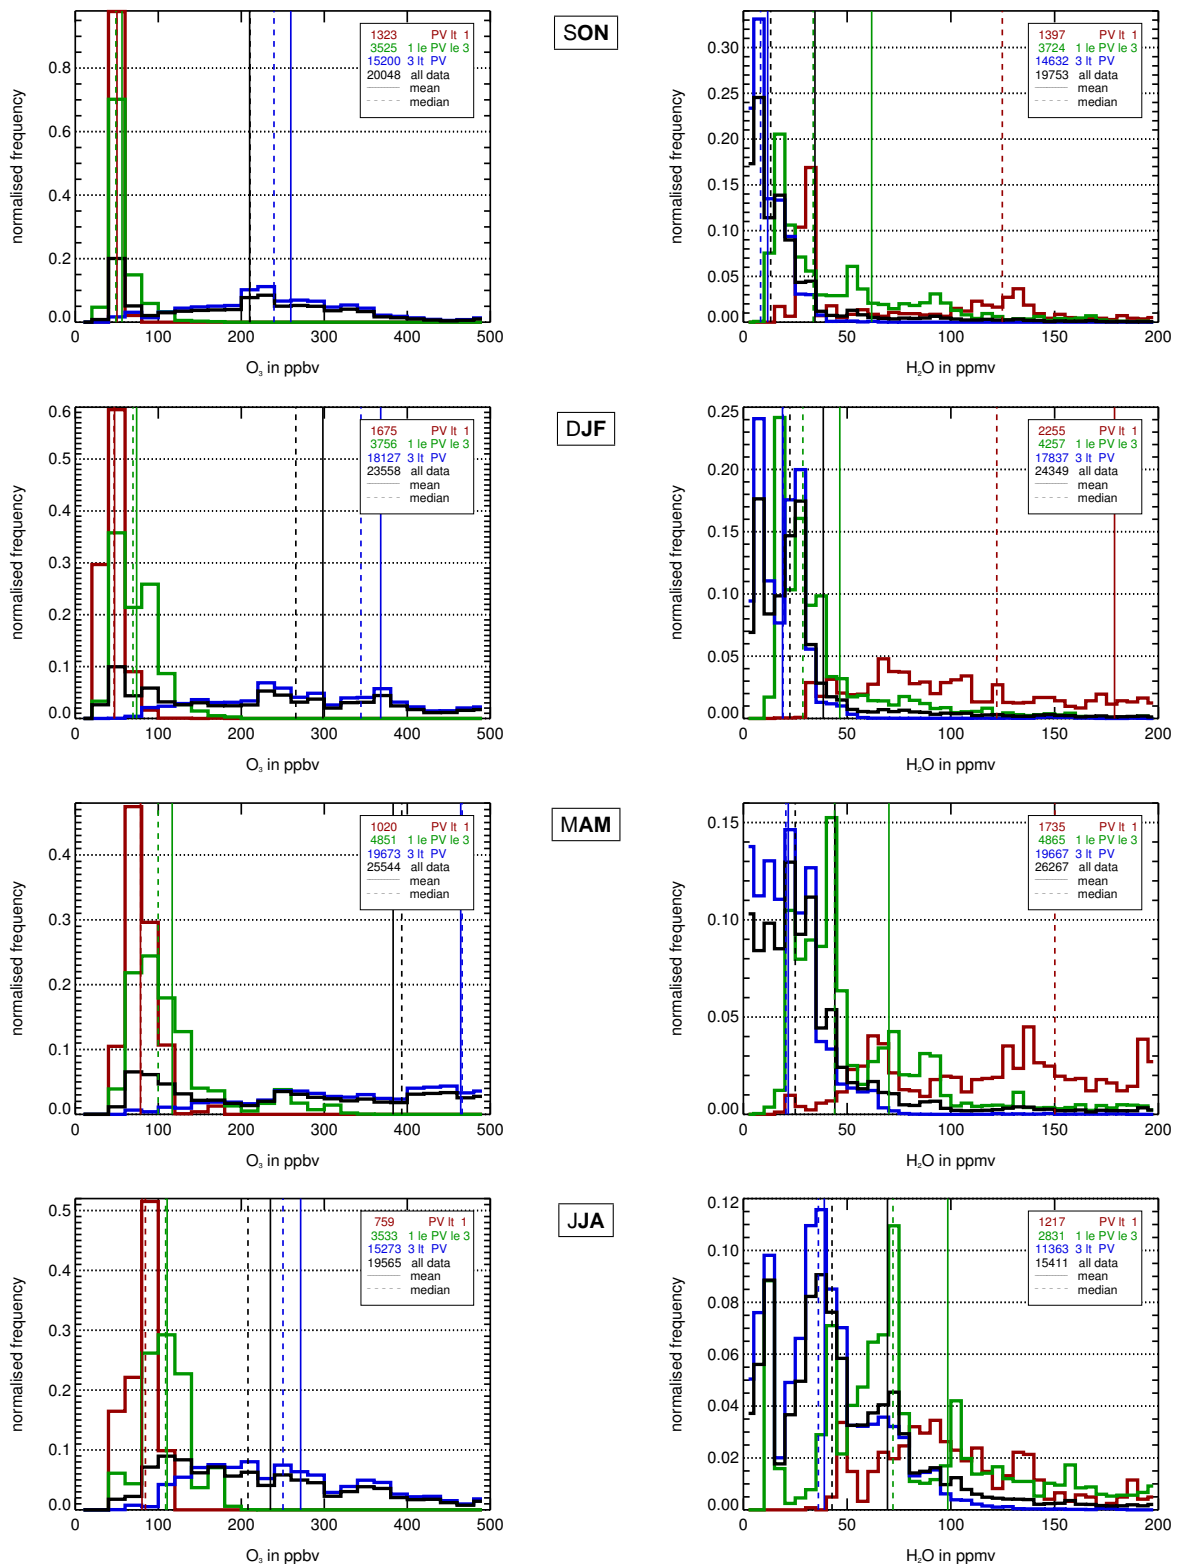 SON
normalised frequency
0.8
0.6
0.4
0.2
0.0
0 100 200 300 400 500
O₃ in ppbv
1323 PV lt 1
3525 1 le PV le 3
15200 3 lt PV
20048 all data
mean
median
normalised frequency
0.30
0.25
0.20
0.15
0.10
0.05
0.00
0 50 100 150 200
H₂O in ppmv
1397 PV lt 1
3724 1 le PV le 3
14632 3 lt PV
19753 all data
mean
median
DJF
normalised frequency
0.6
0.5
0.4
0.3
0.2
0.1
0.0
0 100 200 300 400 500
O₃ in ppbv
1675 PV lt 1
3756 1 le PV le 3
18127 3 lt PV
23558 all data
mean
median
normalised frequency
0.25
0.20
0.15
0.10
0.05
0.00
0 50 100 150 200
H₂O in ppmv
2255 PV lt 1
4257 1 le PV le 3
17837 3 lt PV
24349 all data
mean
median
MAM
normalised frequency
0.4
0.3
0.2
0.1
0.0
0 100 200 300 400 500
O₃ in ppbv
1020 PV lt 1
4851 1 le PV le 3
19673 3 lt PV
25544 all data
mean
median
normalised frequency
0.15
0.10
0.05
0.00
0 50 100 150 200
H₂O in ppmv
1735 PV lt 1
4865 1 le PV le 3
19667 3 lt PV
26267 all data
mean
median
JJA
normalised frequency
0.5
0.4
0.3
0.2
0.1
0.0
0 100 200 300 400 500
O₃ in ppbv
759 PV lt 1
3533 1 le PV le 3
15273 3 lt PV
19565 all data
mean
median
normalised frequency
0.12
0.10
0.08
0.06
0.04
0.02
0.00
0 50 100 150 200
H₂O in ppmv
1217 PV lt 1
2831 1 le PV le 3
11363 3 lt PV
15411 all data
mean
median